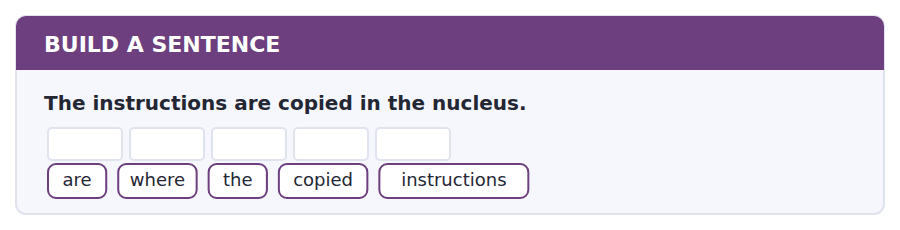 BUILD A SENTENCE
The instructions are copied in the nucleus.
are where the copied instructions